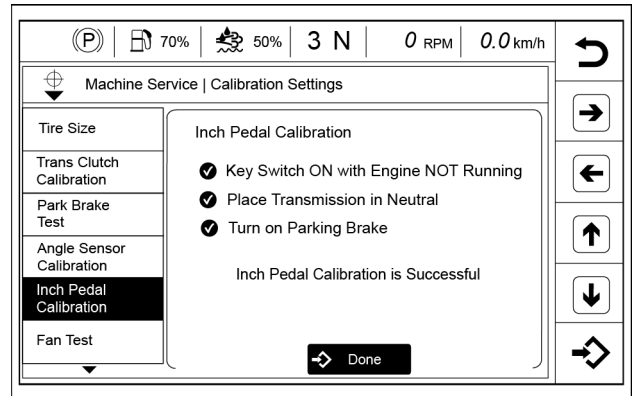 (P) 70% 50% 3 N 0 RPM 0.0 km/h
Machine Service | Calibration Settings
Tire Size
Trans Clutch
Calibration
Park Brake
Test
Angle Sensor
Calibration
Inch Pedal
Calibration
Fan Test
Inch Pedal Calibration
Key Switch ON with Engine NOT Running
Place Transmission in Neutral
Turn on Parking Brake
Inch Pedal Calibration is Successful
Done